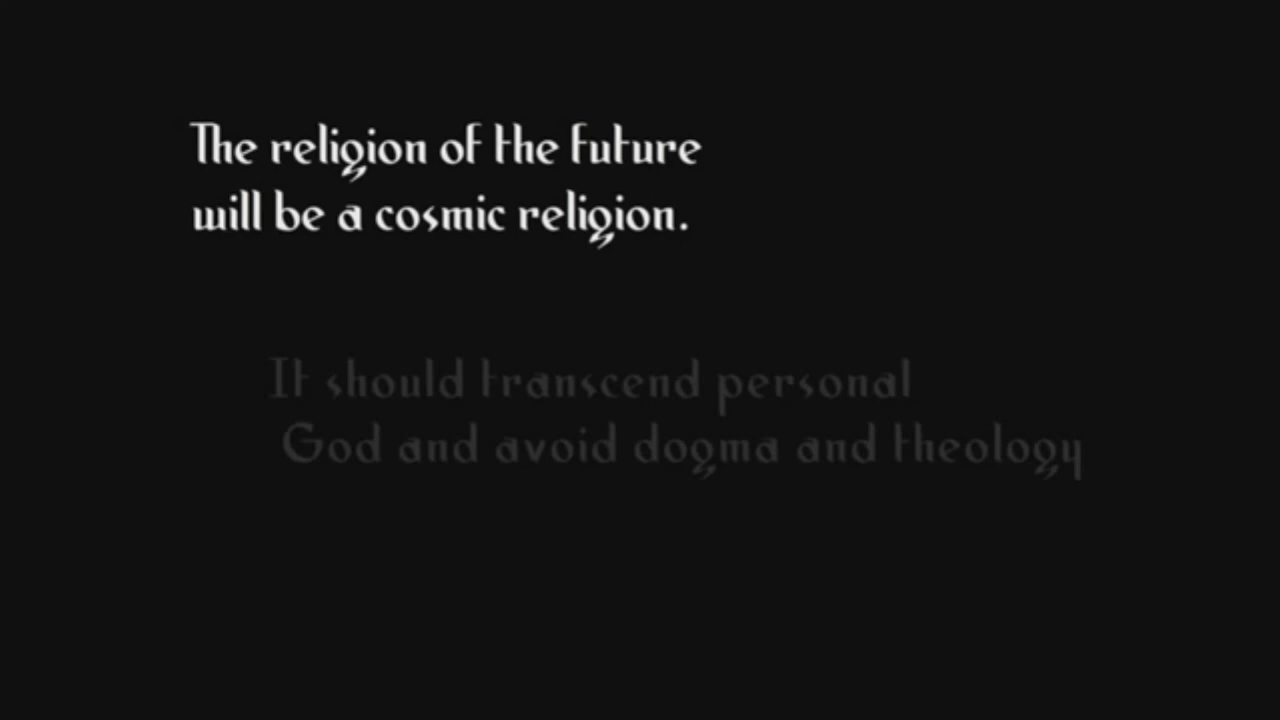 The religion of the future
will be a cosmic religion.
It should transcend personal
God and avoid dogma and theology